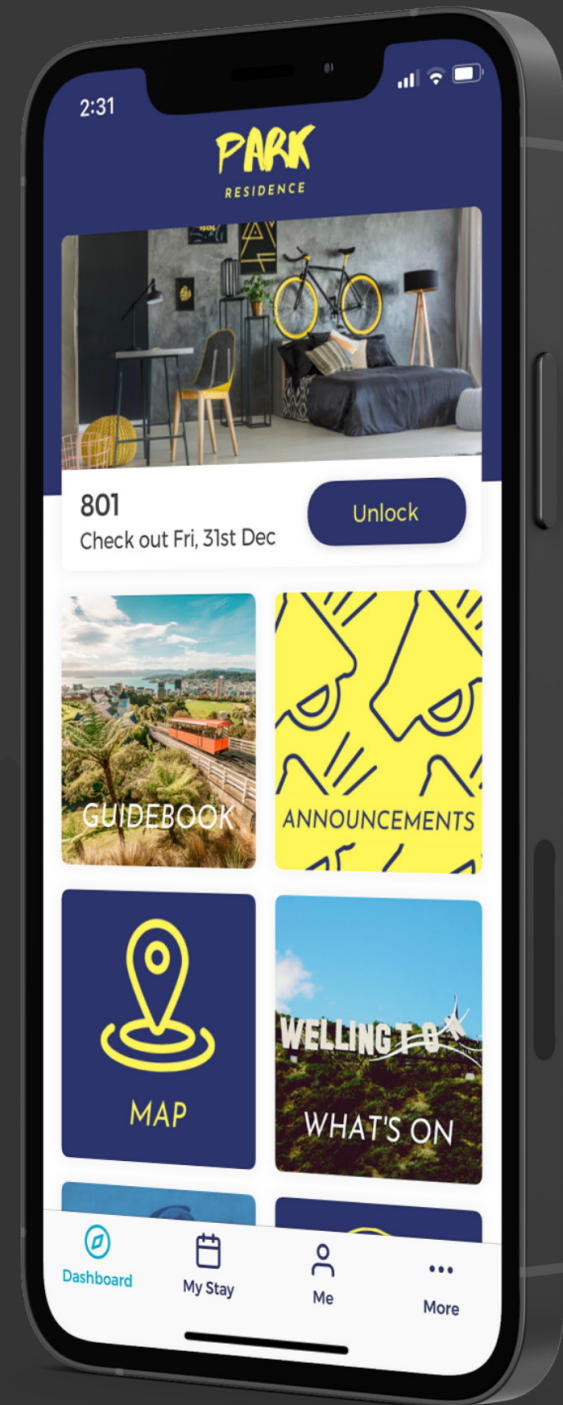 2:31
PARK
RESIDENCE
801
Check out Fri, 31st Dec
Unlock
GUIDEBOOK
ANNOUNCEMENTS
MAP
WELLINGTON
WHAT'S ON
Dashboard
My Stay
Me
More